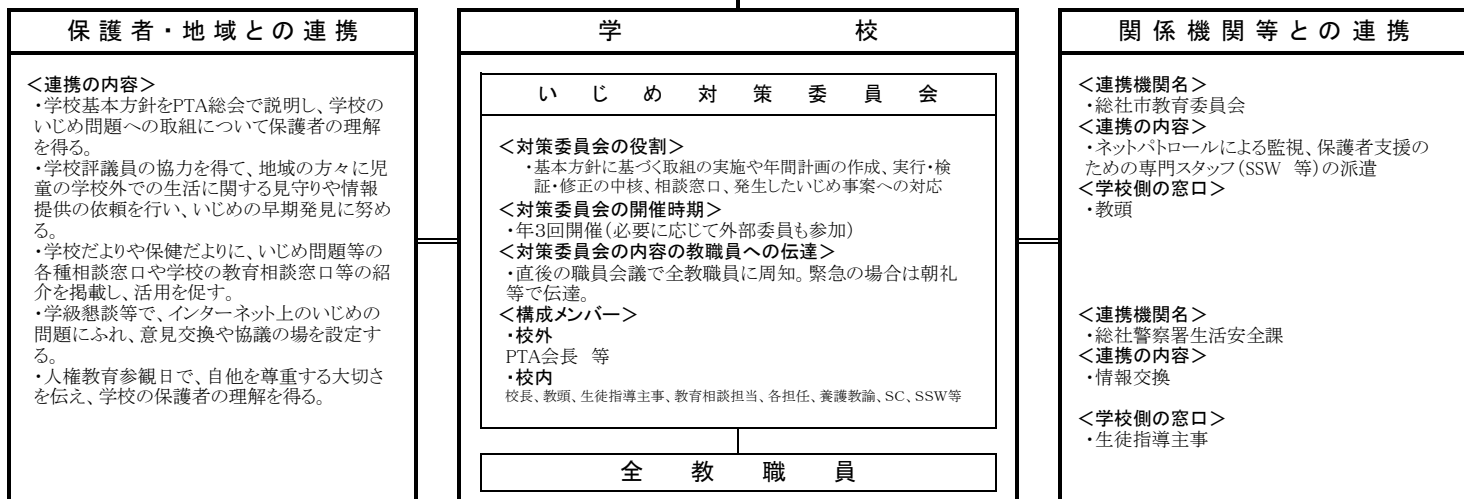 保護者・地域との連携
＜連携の内容＞
・学校基本方針をPTA総会で説明し、学校の
いじめ問題への取組について保護者の理解
を得る。
・学校評議員の協力を得て、地域の方々に児
童の学校外での生活に関する見守りや情報
提供の依頼を行い、いじめの早期発見に努め
る。
・学校だよりや保健だよりに、いじめ問題等の
各種相談窓口や学校の教育相談窓口等の紹
介を掲載し、活用を促す。
・学級懇談等で、インターネット上のいじめの
問題にふれ、意見交換や協議の場を設定す
る。
・人権教育参観日で、自他を尊重する大切さ
を伝え、学校の保護者の理解を得る。
学校
いじめ対策委員会
＜対策委員会の役割＞
・基本方針に基づく取組の実施や年間計画の作成、実行・検
証・修正の中核、相談窓口、発生したいじめ事案への対応
＜対策委員会の開催時期＞
・年3回開催（必要に応じて外部委員も参加）
＜対策委員会の内容の教職員への伝達＞
・直後の職員会議で全教職員に周知。緊急の場合は朝礼
等で伝達。
＜構成メンバー＞
・校外
PTA会長　等
・校内
校長、教頭、生徒指導主事、教育相談担当、各担任、養護教諭、SC、SSW等
全教職員
関係機関等との連携
＜連携機関名＞
・総社市教育委員会
＜連携の内容＞
・ネットパトロールによる監視、保護者支援の
ための専門スタッフ（SSW　等）の派遣
＜学校側の窓口＞
・教頭
＜連携機関名＞
・総社警察署生活安全課
＜連携の内容＞
・情報交換
＜学校側の窓口＞
・生徒指導主事